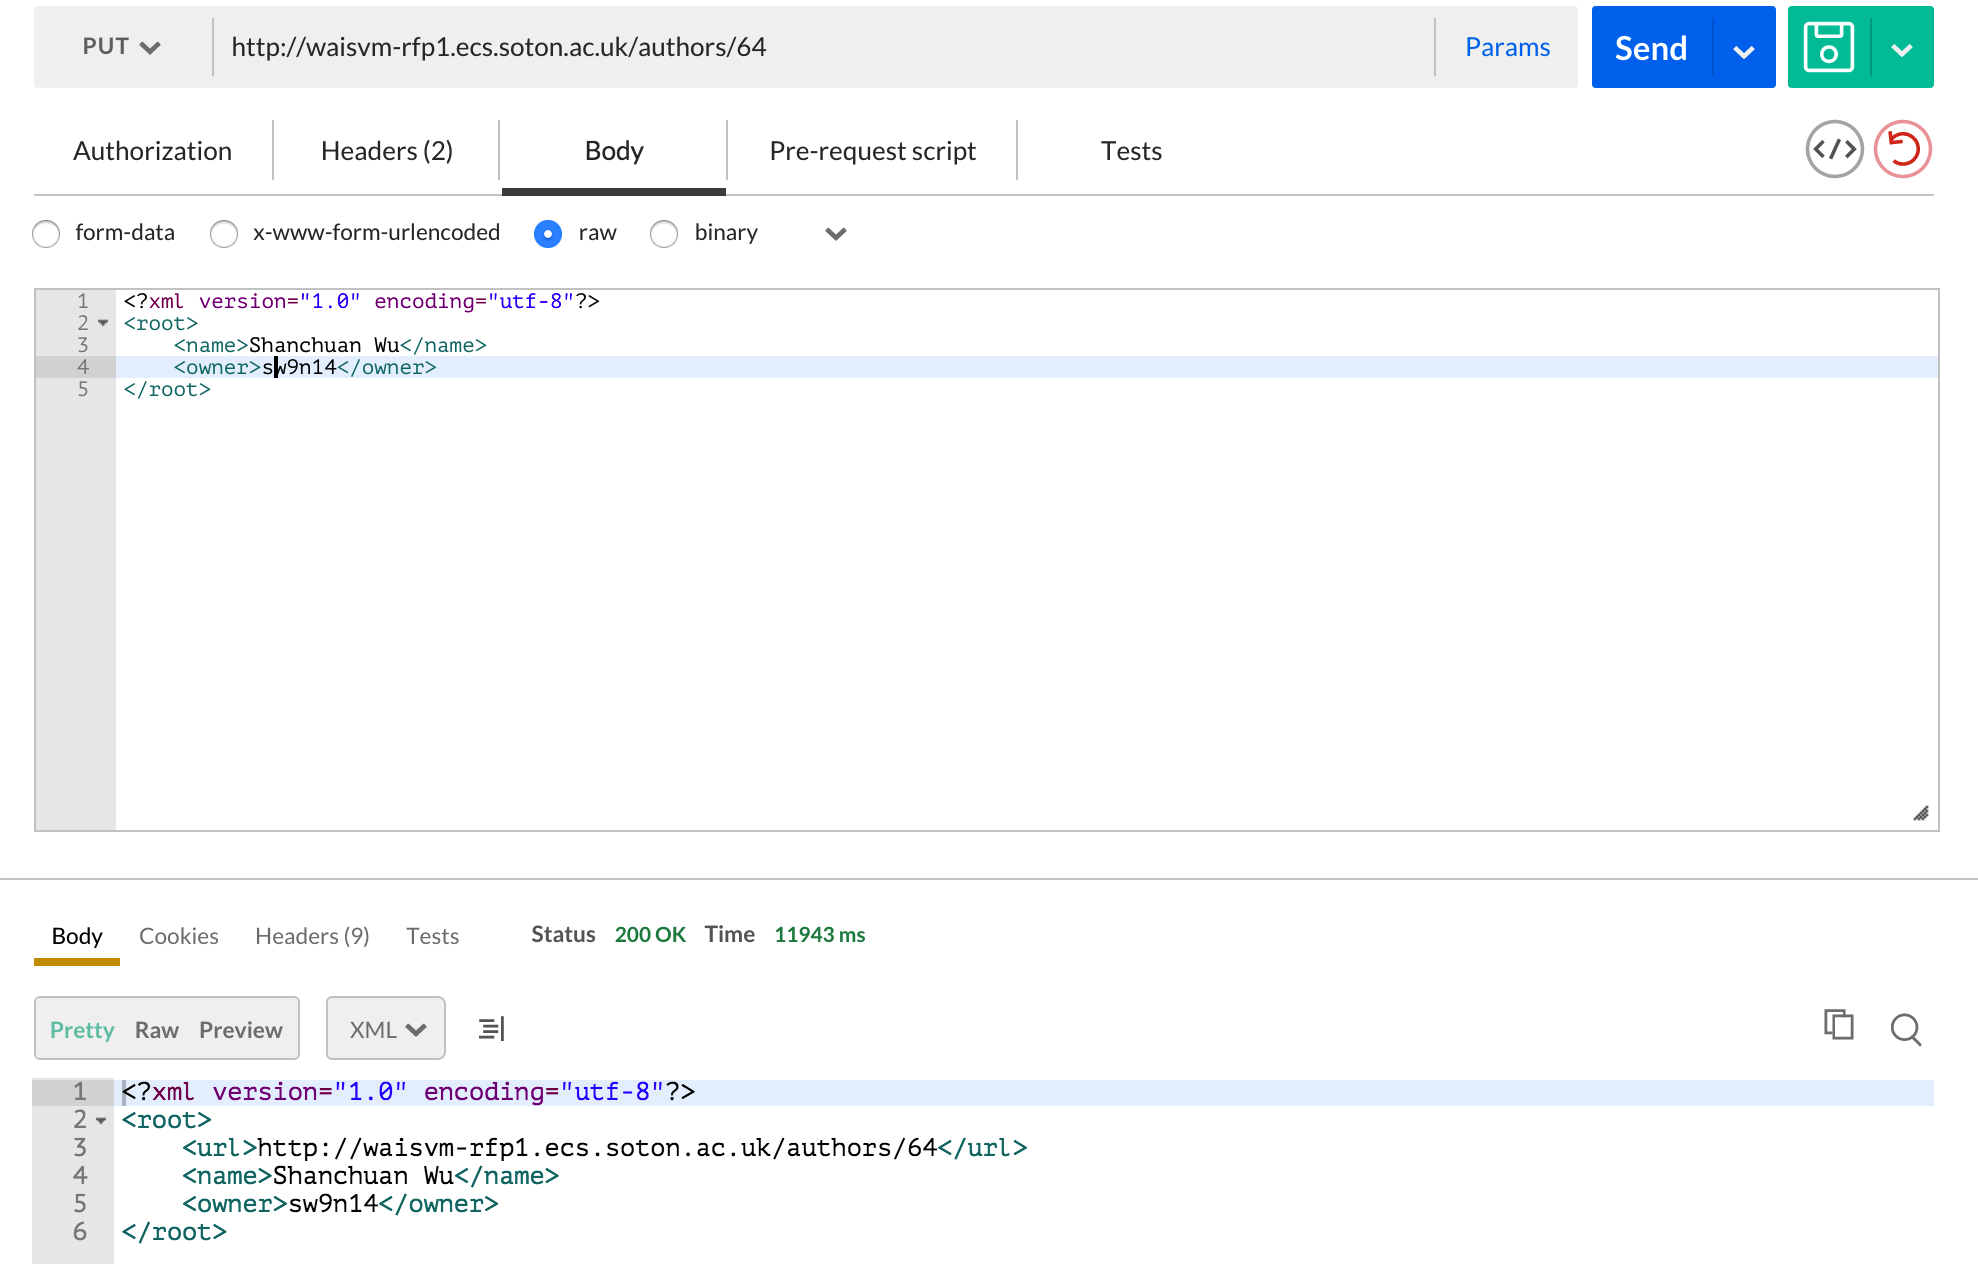 PUT http://waisvm-rfp1.ecs.soton.ac.uk/authors/64 Params Send
Authorization Headers (2) Body Pre-request script Tests
form-data x-www-form-urlencoded raw binary
1 <?xml version="1.0" encoding="utf-8"?>
2 <root>
3 <name>Shanchuan Wu</name>
4 <owner>sw9n14</owner>
5 </root>
Body Cookies Headers (9) Tests Status 200 OK Time 11943 ms
Pretty Raw Preview XML
1 <?xml version="1.0" encoding="utf-8"?>
2 <root>
3 <url>http://waisvm-rfp1.ecs.soton.ac.uk/authors/64</url>
4 <name>Shanchuan Wu</name>
5 <owner>sw9n14</owner>
6 </root>